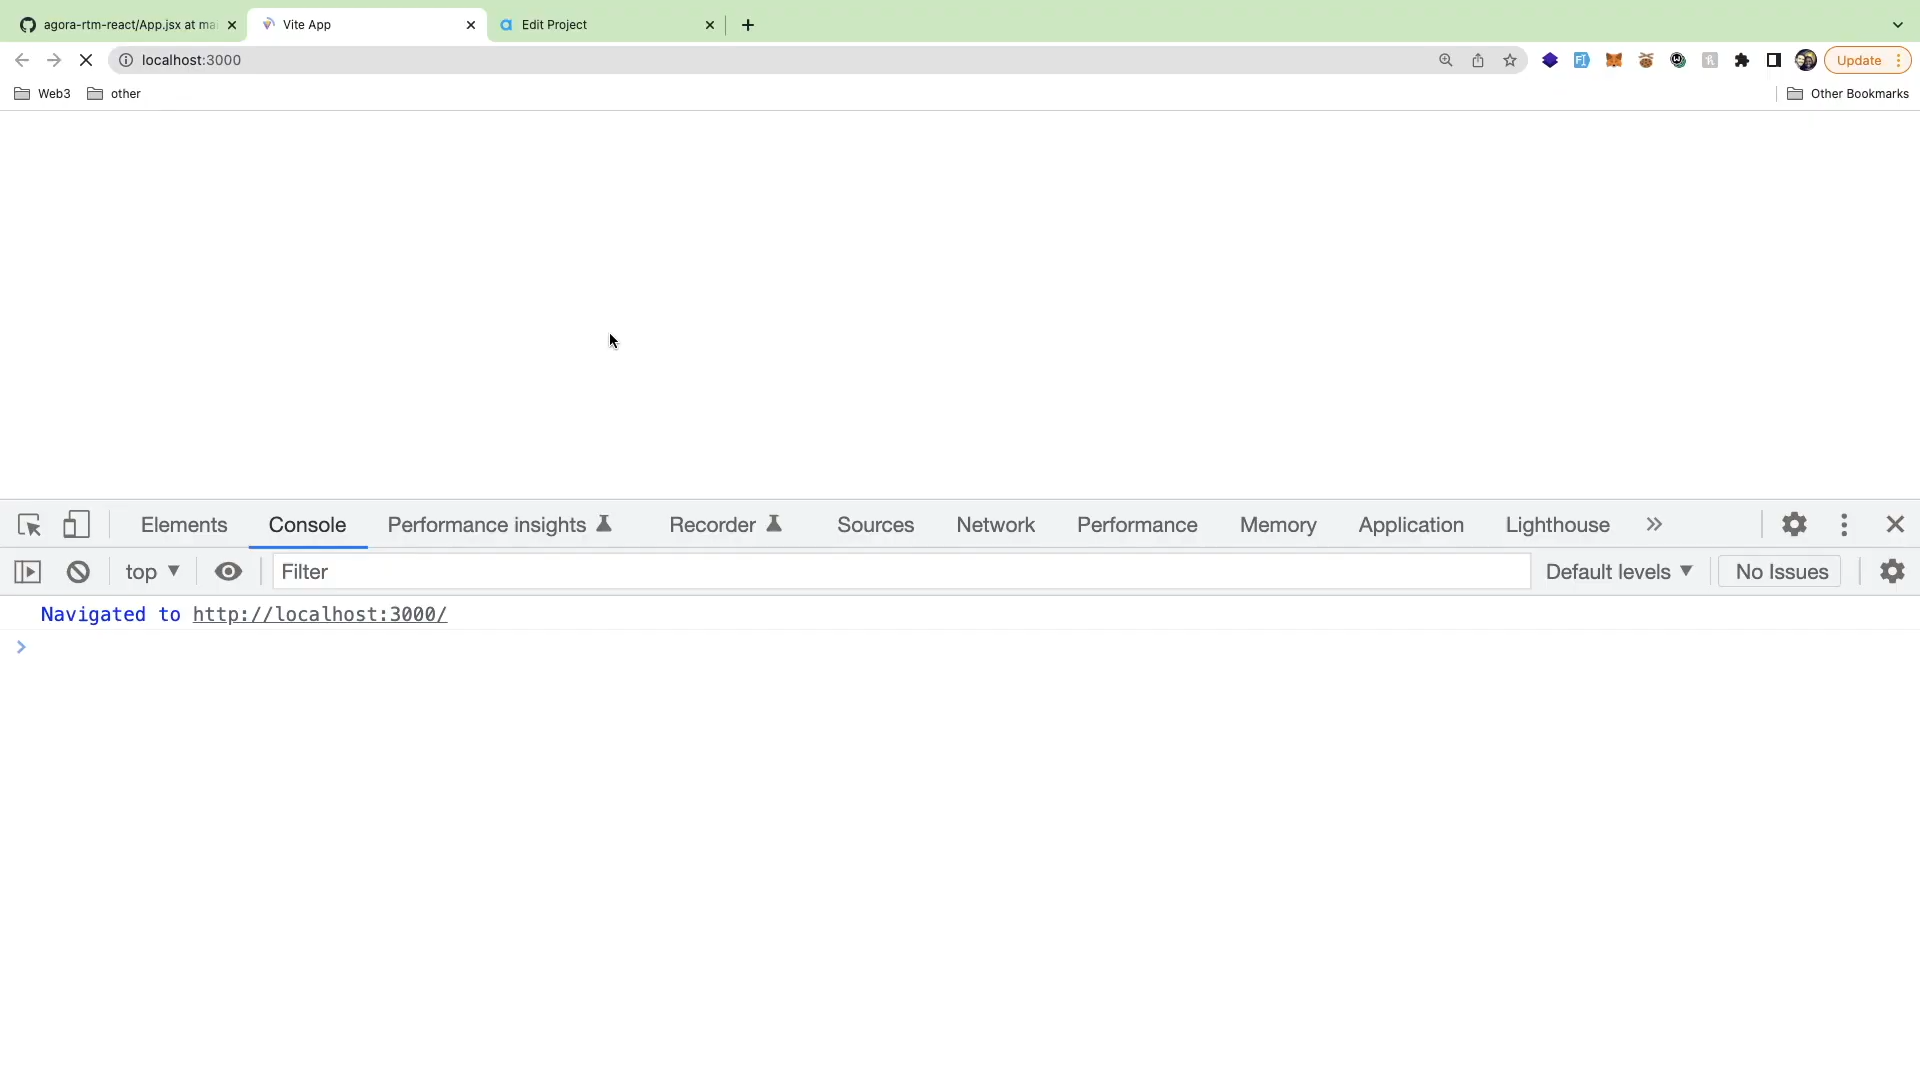 agora-rtm-react/App.jsx at ma
Vite App
Edit Project
localhost:3000
Update
Web3
other
Other Bookmarks
Elements
Console
Performance insights
Recorder
Sources
Network
Performance
Memory
Application
Lighthouse
top
Filter
Default levels
No Issues
Navigated to http://localhost:3000/